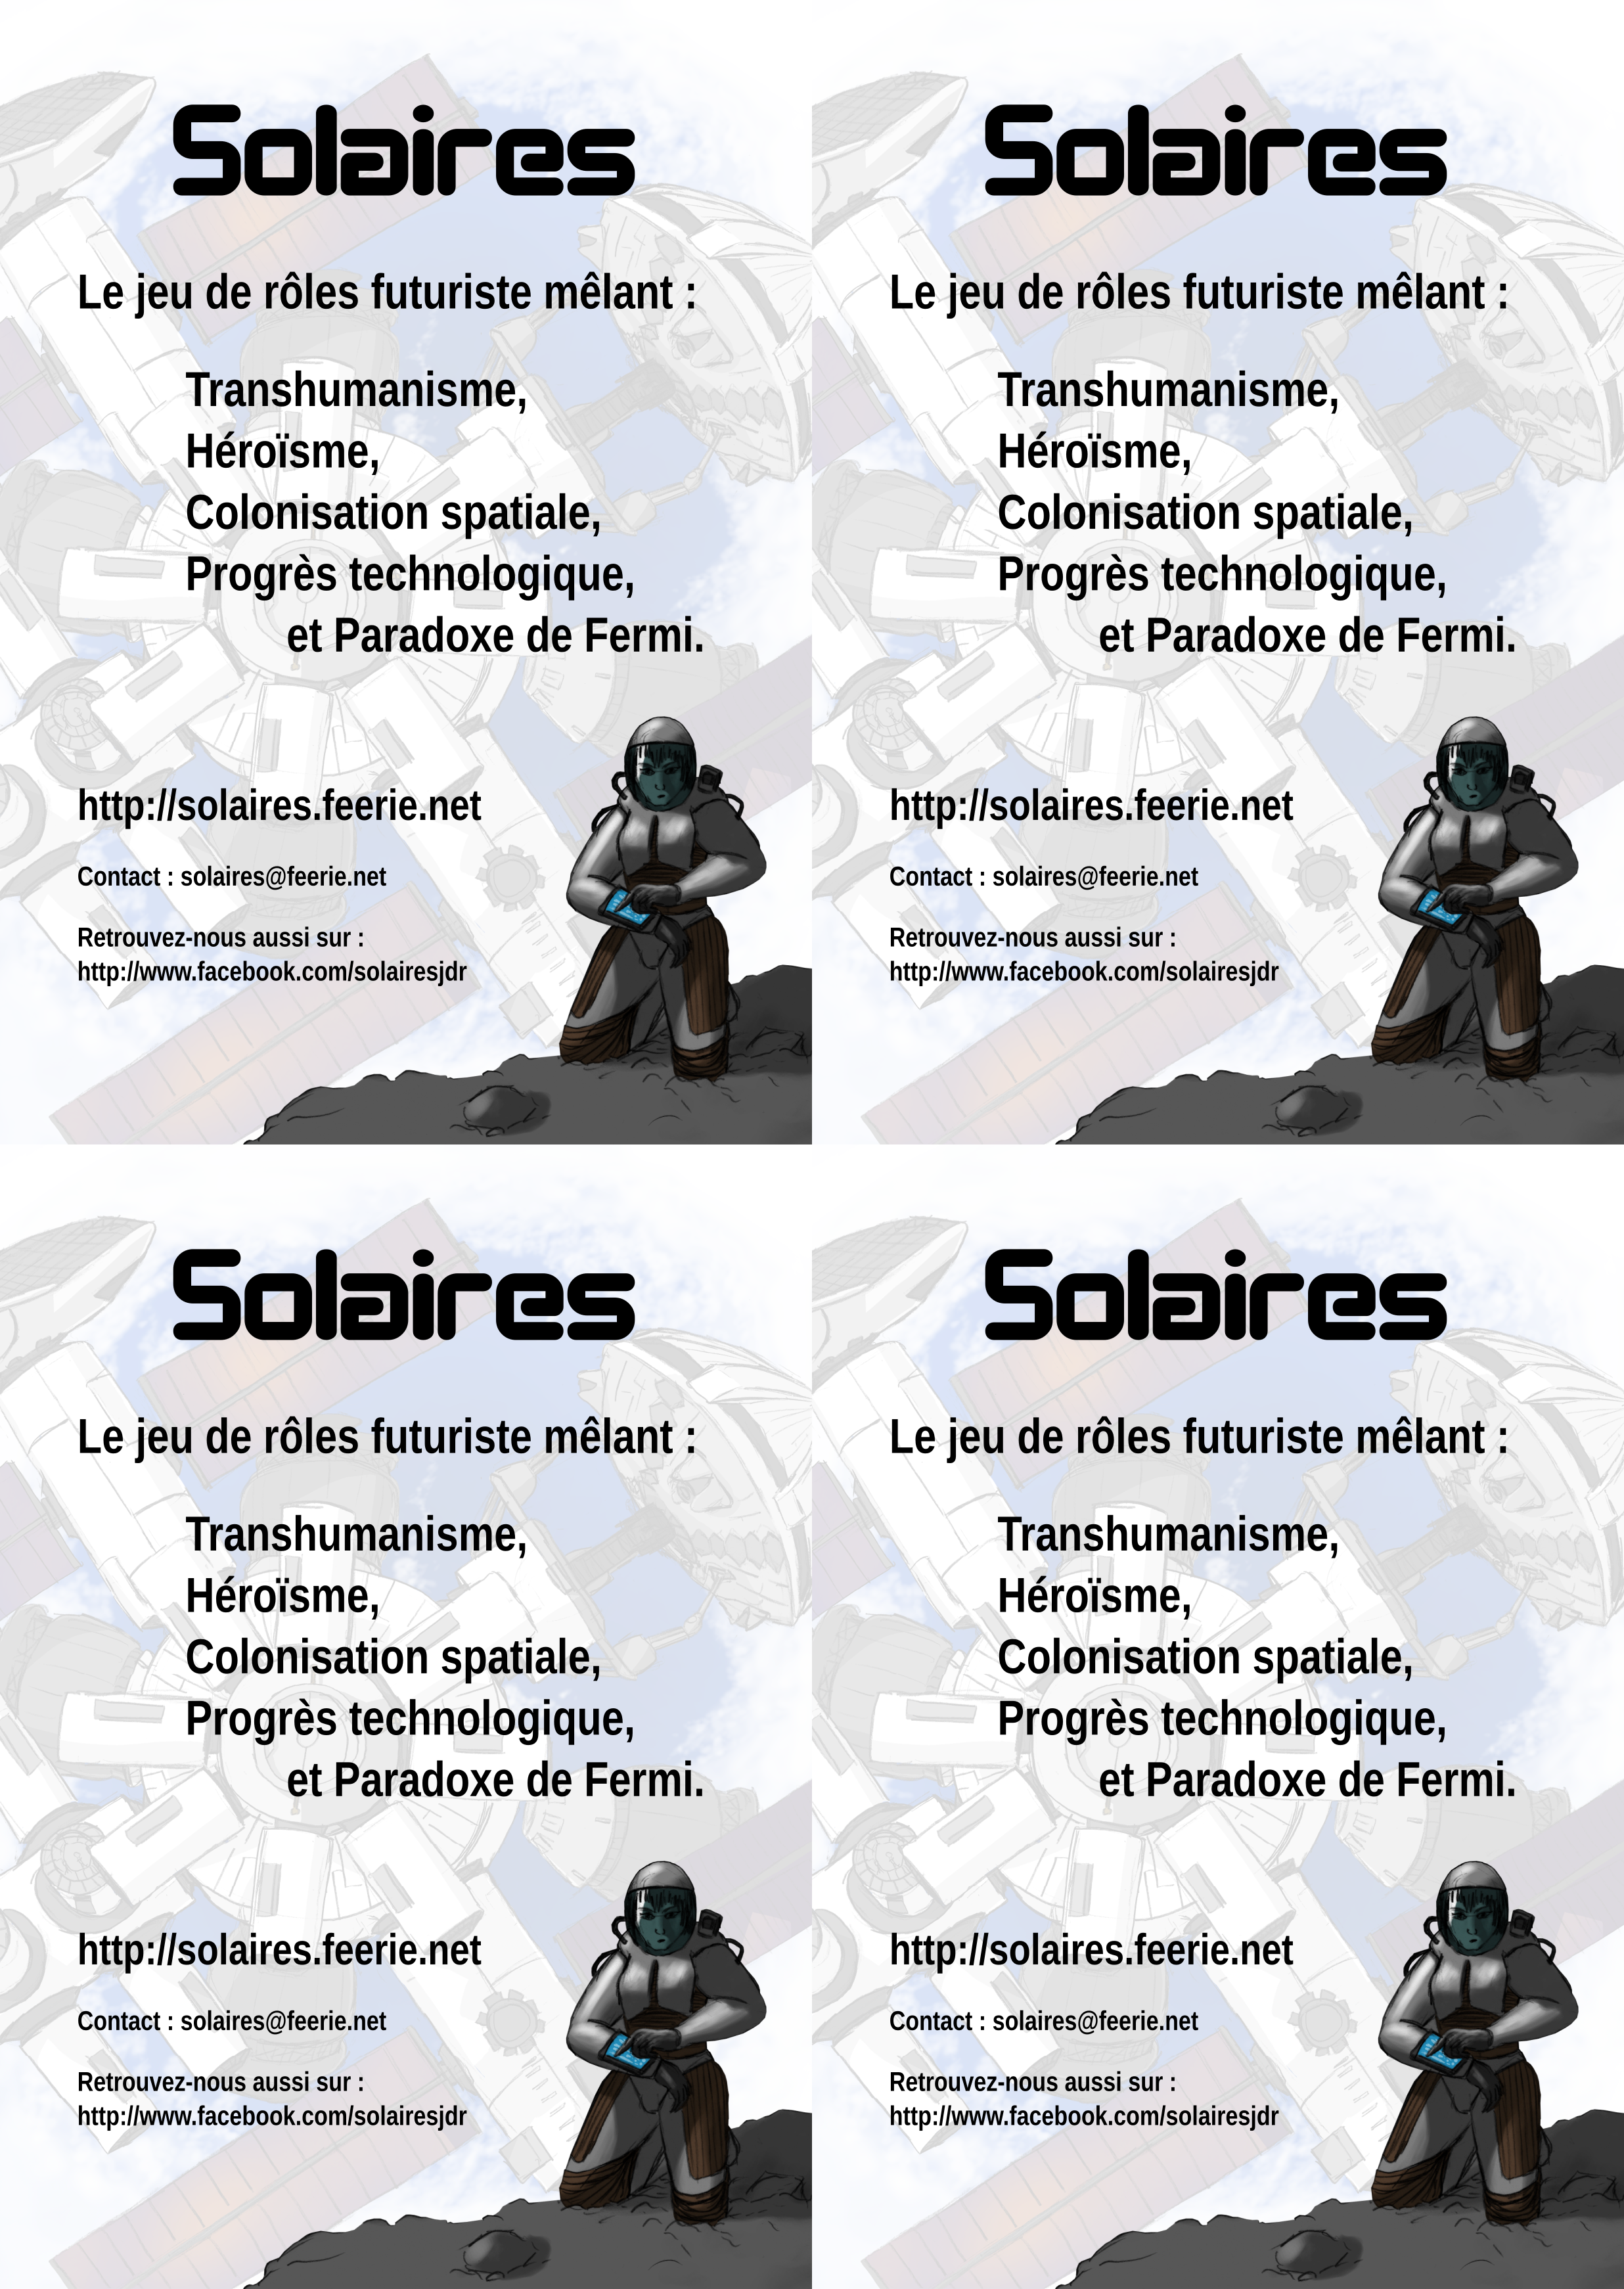 Solaires
Le jeu de rôles futuriste mêlant :
Transhumanisme,
Héroïsme,
Colonisation spatiale,
Progrès technologique,
et Paradoxe de Fermi.
http://solaires.feerie.net
Contact : solaires@feerie.net
Retrouvez-nous aussi sur :
http://www.facebook.com/solairesjdr
Solaires
Le jeu de rôles futuriste mêlant :
Transhumanisme,
Héroïsme,
Colonisation spatiale,
Progrès technologique,
et Paradoxe de Fermi.
http://solaires.feerie.net
Contact : solaires@feerie.net
Retrouvez-nous aussi sur :
http://www.facebook.com/solairesjdr
Solaires
Le jeu de rôles futuriste mêlant :
Transhumanisme,
Héroïsme,
Colonisation spatiale,
Progrès technologique,
et Paradoxe de Fermi.
http://solaires.feerie.net
Contact : solaires@feerie.net
Retrouvez-nous aussi sur :
http://www.facebook.com/solairesjdr
Solaires
Le jeu de rôles futuriste mêlant :
Transhumanisme,
Héroïsme,
Colonisation spatiale,
Progrès technologique,
et Paradoxe de Fermi.
http://solaires.feerie.net
Contact : solaires@feerie.net
Retrouvez-nous aussi sur :
http://www.facebook.com/solairesjdr